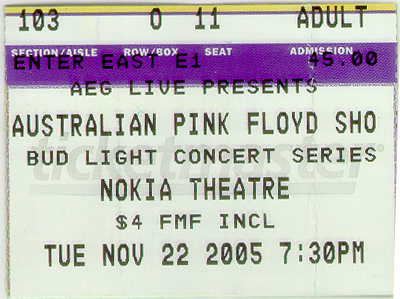 103 O 11 ADULT
SECTION/AISLE ROW/BOX SEAT ADMISSION
ENTER EAST E1 45.00
AEG LIVE PRESENTS
AUSTRALIAN PINK FLOYD SHO
BUD LIGHT CONCERT SERIES
ticketmaster
NOKIA THEATRE
$4 FMF INCL
TUE NOV 22 2005 7:30PM